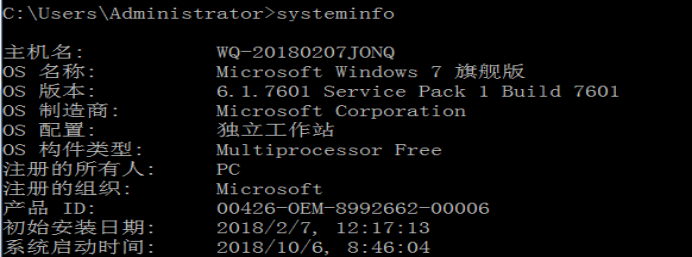 C:\Users\Administrator>systeminfo
主机名: WQ-20180207JONQ
OS 名称: Microsoft Windows 7 旗舰版
OS 版本: 6.1.7601 Service Pack 1 Build 7601
OS 制造商: Microsoft Corporation
OS 配置: 独立工作站
OS 构件类型: Multiprocessor Free
注册的所有人: PC
注册的组织: Microsoft
产品 ID: 00426-OEM-8992662-00006
初始安装日期: 2018/2/7, 12:17:13
系统启动时间: 2018/10/6, 8:46:04